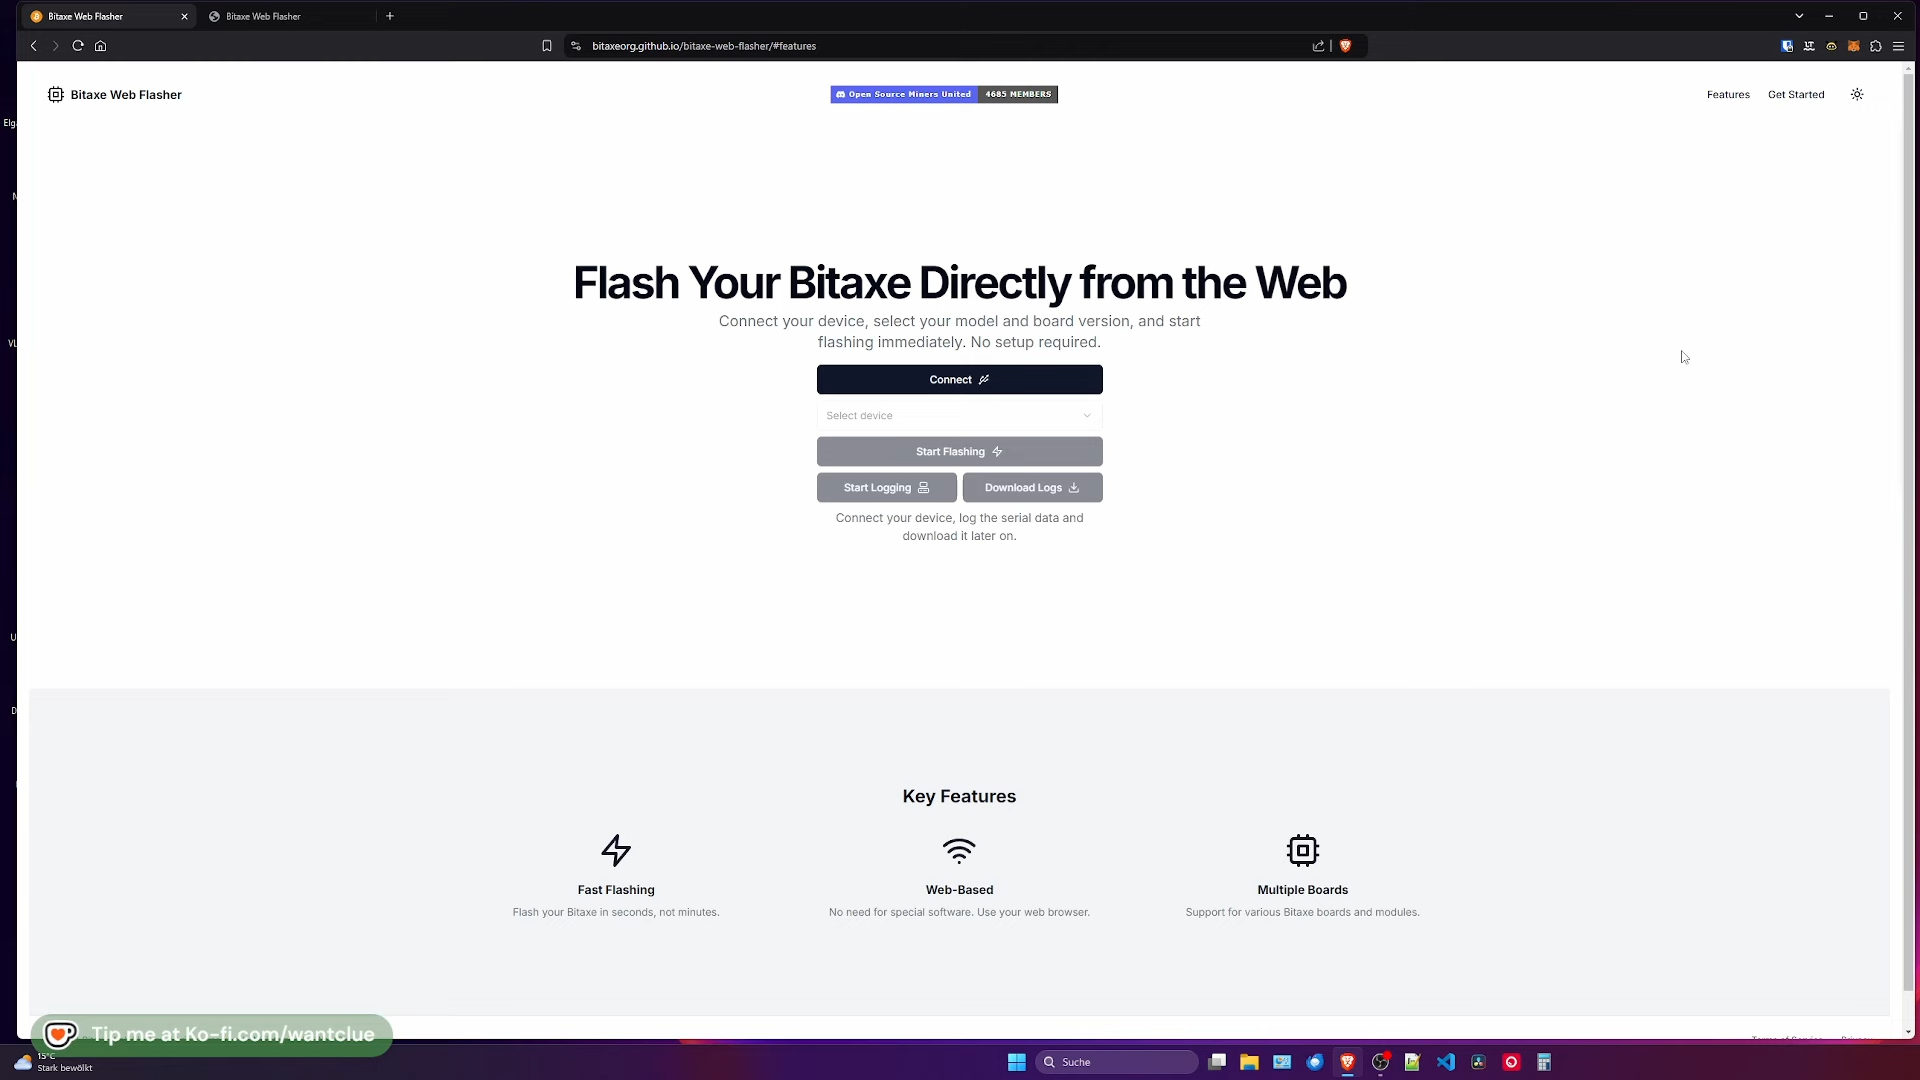 Bitaxe Web Flasher
Bitaxe Web Flasher
bitaxeorg.github.io/bitaxe-web-flasher/#features
Bitaxe Web Flasher
Open Source Miners United 4685 MEMBERS
Features
Get Started
Flash Your Bitaxe Directly from the Web
Connect your device, select your model and board version, and start
flashing immediately. No setup required.
Connect
Select device
Start Flashing
Start Logging
Download Logs
Connect your device, log the serial data and
download it later on.
Key Features
Fast Flashing
Flash your Bitaxe in seconds, not minutes.
Web-Based
No need for special software. Use your web browser.
Multiple Boards
Support for various Bitaxe boards and modules.
Tip me at Ko-fi.com/wantclue
15°C
Stark bewölkt
Suche